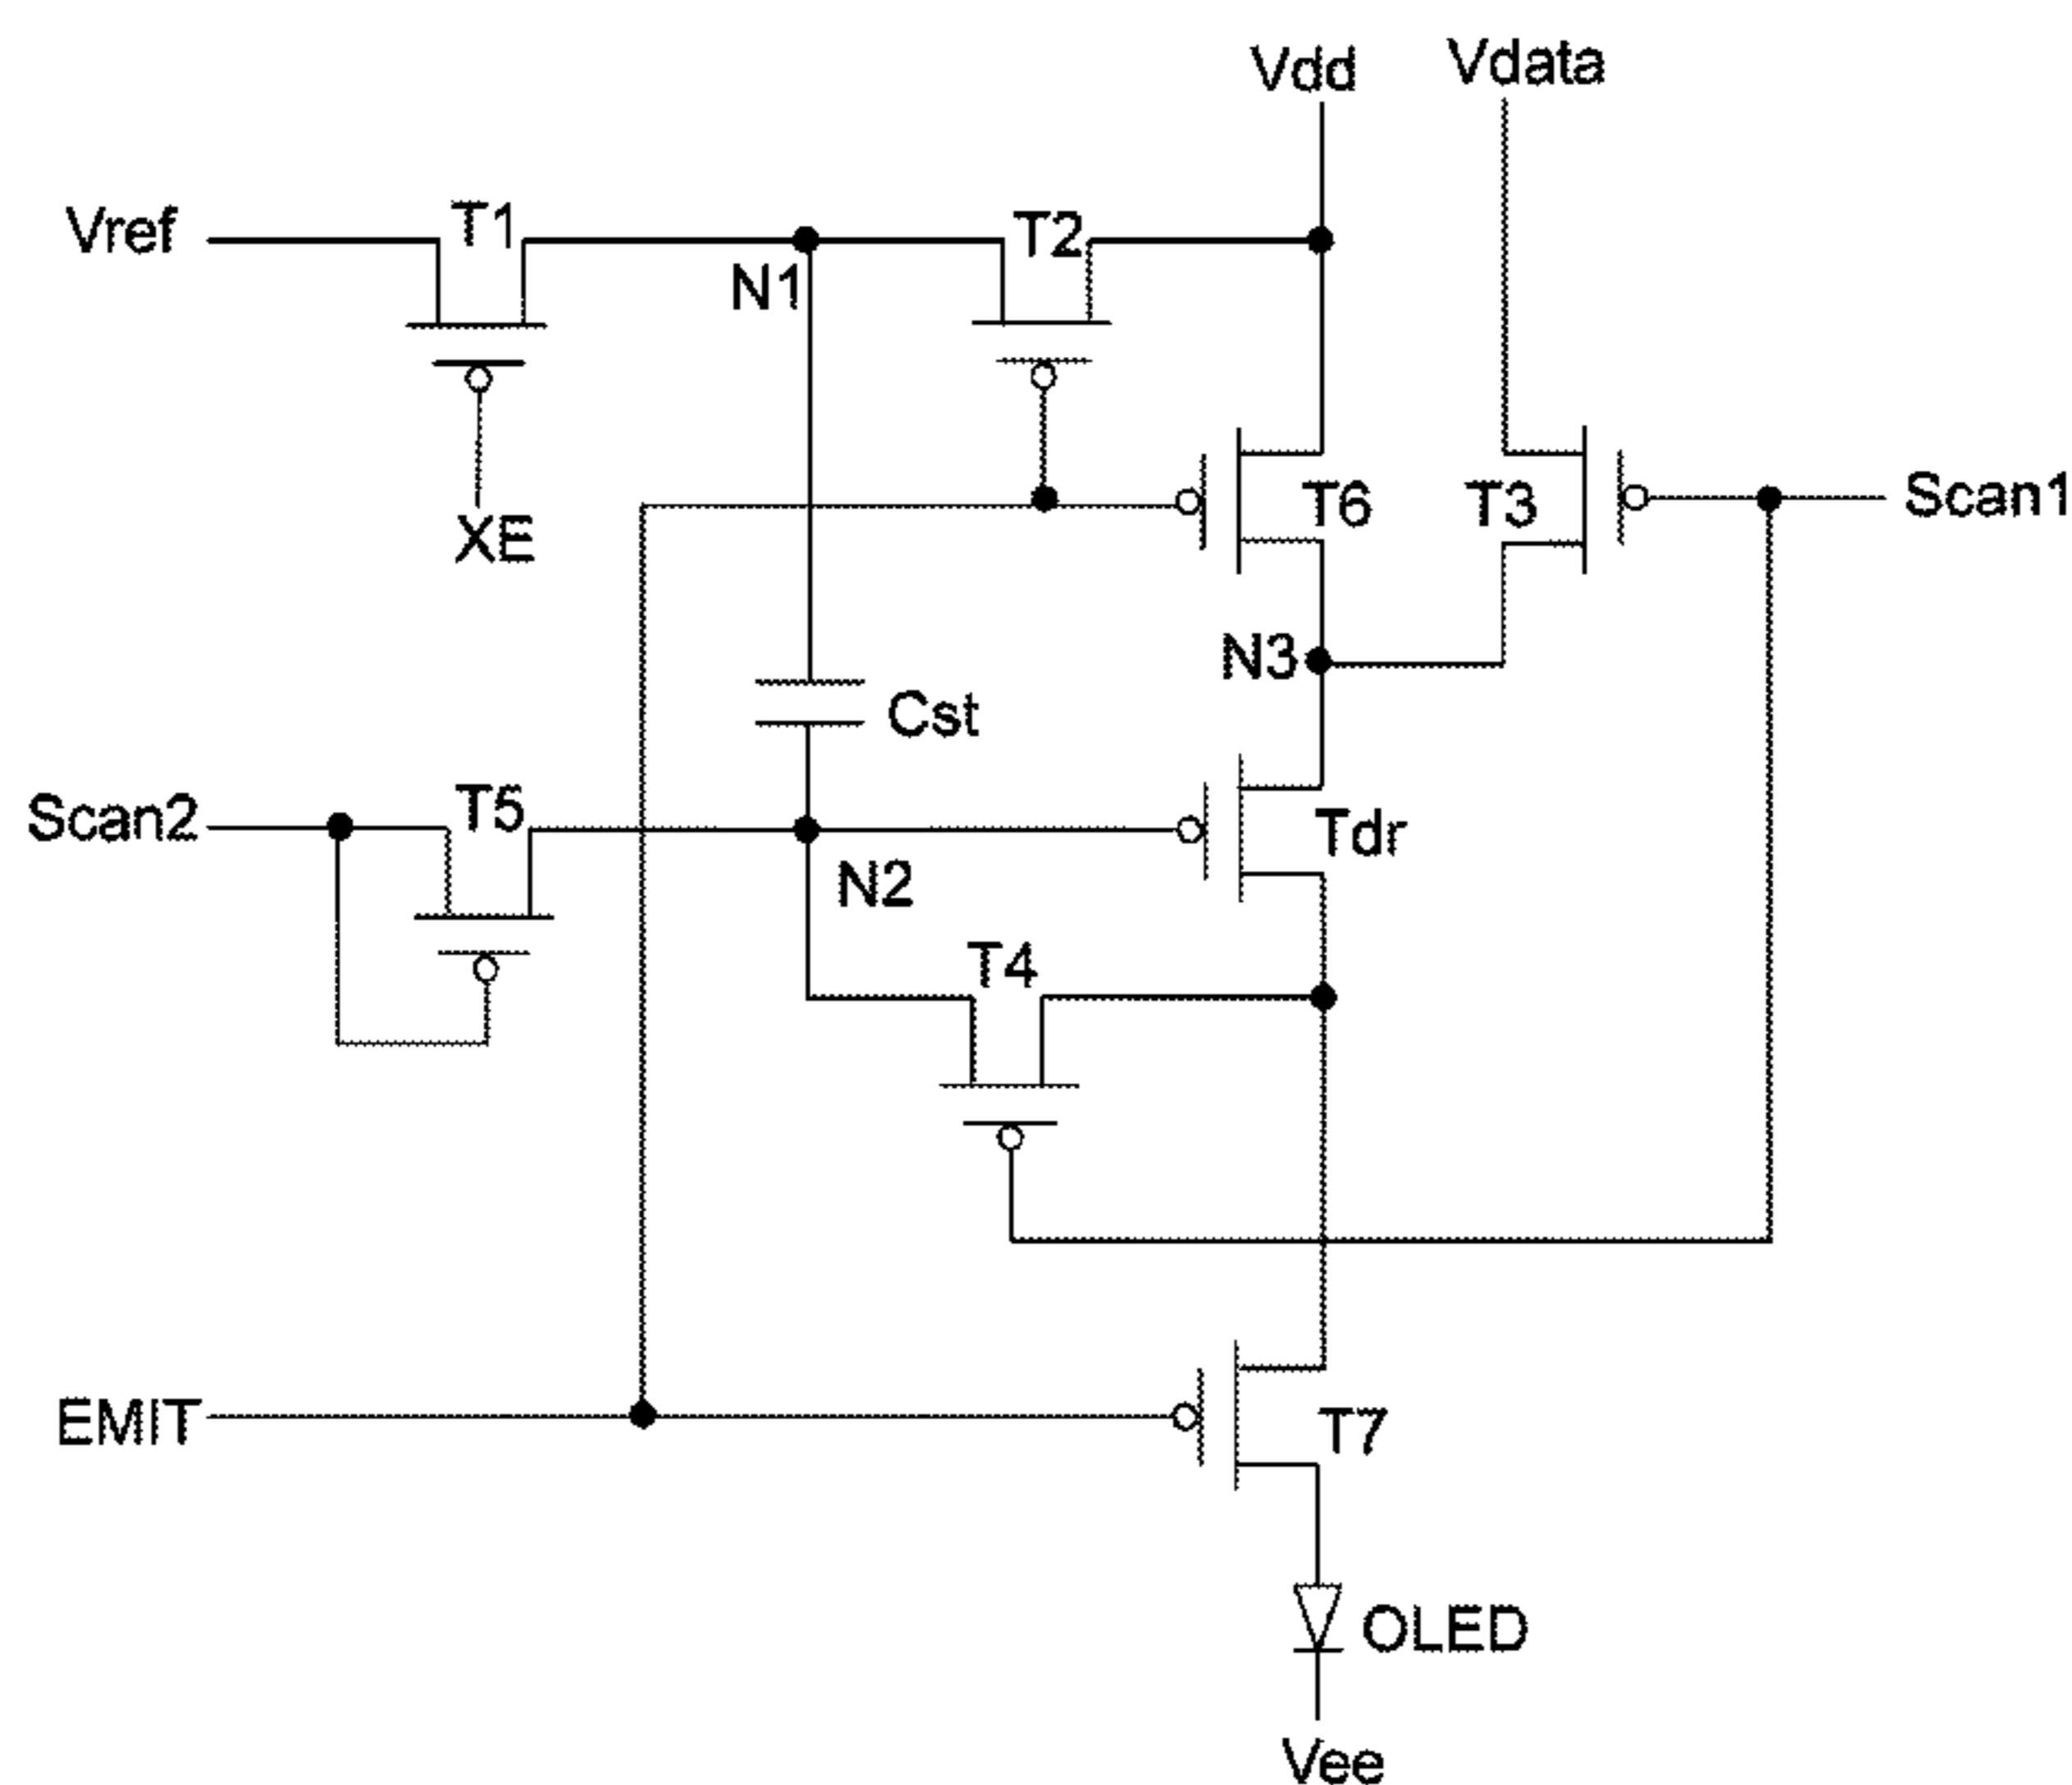 Vdd
Vdata
Vref
T1
T2
N1
XE
T6
T3
Scan1
N3
Cst
Scan2
T5
Tdr
N2
T4
EMIT
T7
OLED
Vee